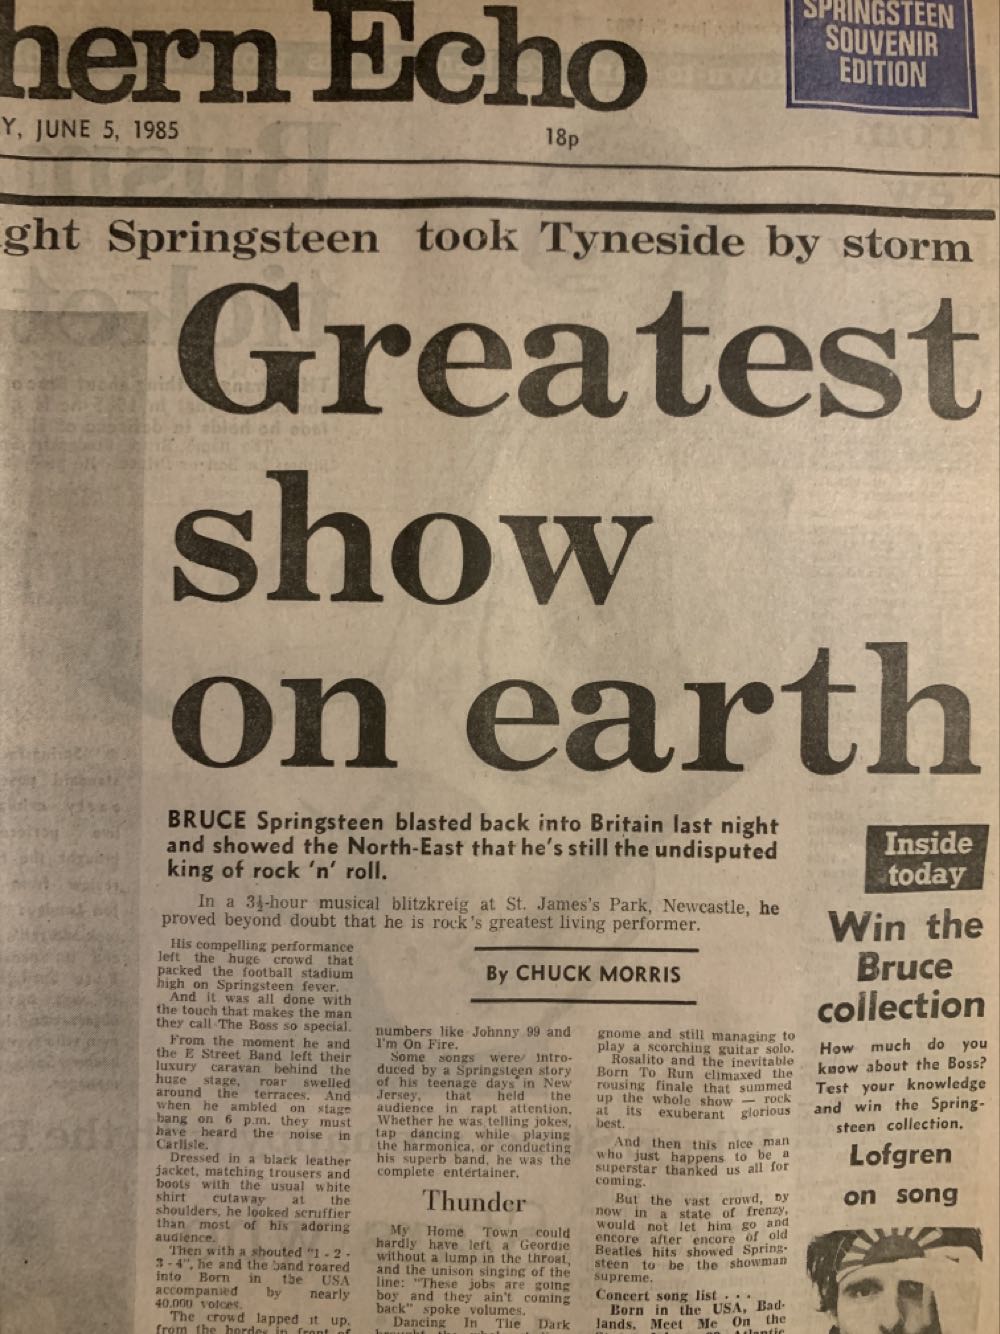 hern Echo
SPRINGSTEEN
SOUVENIR
EDITION
Y, JUNE 5, 1985
18p
ght Springsteen took Tyneside by storm
Greatest
show
on earth
BRUCE Springsteen blasted back into Britain last night
and showed the North-East that he's still the undisputed
king of rock 'n' roll.
In a 3½-hour musical blitzkreig at St. James's Park, Newcastle, he
proved beyond doubt that he is rock's greatest living performer.
His compelling performance
left the huge crowd that
packed the football stadium
high on Springsteen fever.
And it was all done with
the touch that makes the man
they call The Boss so special.
From the moment he and
the E Street Band left their
luxury caravan behind the
huge stage, roar swelled
around the terraces. And
when he ambled on stage
bang on 6 p.m. they must
have heard the noise in
Carlisle.
Dressed in a black leather
jacket, matching trousers and
boots with the usual white
shirt cutaway at the
shoulders, he looked scruffier
than most of his adoring
audience.
Then with a shouted "1 - 2 -
3 - 4", he and the band roared
into Born in the USA
accompanied by nearly
40,000 voices.
The crowd lapped it up,
from the hordes in front of
By CHUCK MORRIS
numbers like Johnny 99 and
I'm On Fire.
Some songs were intro-
duced by a Springsteen story
of his teenage days in New
Jersey, that held the
audience in rapt attention.
Whether he was telling jokes,
tap dancing while playing
the harmonica, or conducting
his superb band, he was the
complete entertainer.
Thunder
My Home Town could
hardly have left a Geordie
without a lump in the throat,
and the unison singing of the
line: "These jobs are going
boy and they ain't coming
back" spoke volumes.
Dancing In The Dark
gnome and still managing to
play a scorching guitar solo.
Rosalito and the inevitable
Born To Run climaxed the
rousing finale that summed
up the whole show — rock
at its exuberant glorious
best.
And then this nice man
who just happens to be a
superstar thanked us all for
coming.
But the vast crowd, by
now in a state of frenzy,
would not let him go and
encore after encore of old
Beatles hits showed Spring-
steen to be the showman
supreme.
Concert song list . . .
Born in the USA, Bad-
lands, Meet Me On the
Atlantic
Inside
today
Win the
Bruce
collection
How much do you
know about the Boss?
Test your knowledge
and win the Spring-
steen collection.
Lofgren
on song